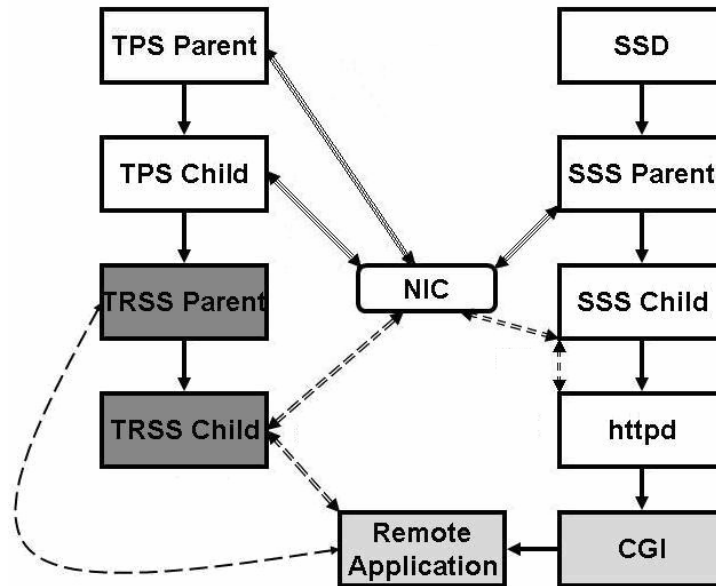 TPS Parent
SSD
TPS Child
SSS Parent
TRSS Parent
NIC
SSS Child
TRSS Child
httpd
Remote
Application
CGI